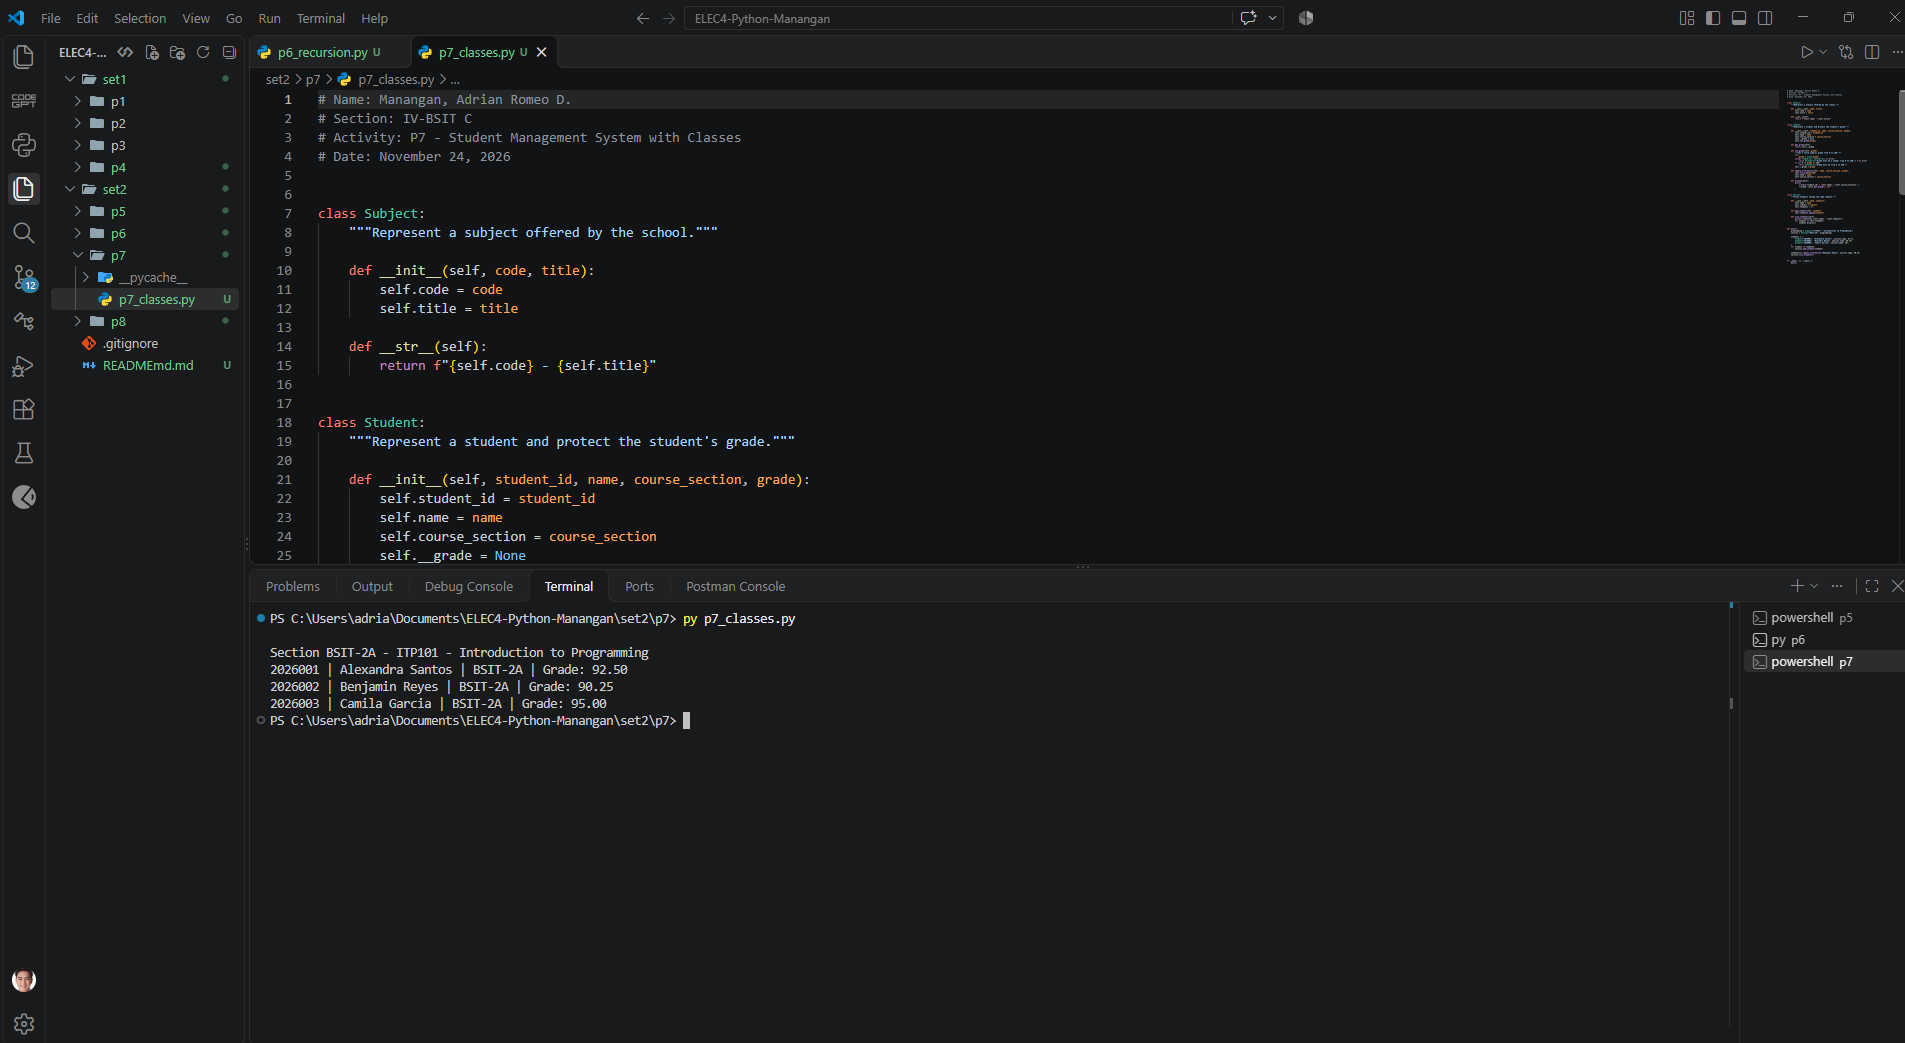 File Edit Selection View Go Run Terminal Help
ELEC4-Python-Manangan
ELEC4-...
set1
p1
p2
p3
p4
set2
p5
p6
p7
__pycache__
p7_classes.py U
p8
.gitignore
READMEmd.md U
CODE
GPT
12
p6_recursion.py U
p7_classes.py U
set2 > p7 > p7_classes.py > ...
1 # Name: Manangan, Adrian Romeo D.
2 # Section: IV-BSIT C
3 # Activity: P7 - Student Management System with Classes
4 # Date: November 24, 2026
5
6
7 class Subject:
8 """Represent a subject offered by the school."""
9
10 def __init__(self, code, title):
11 self.code = code
12 self.title = title
13
14 def __str__(self):
15 return f"{self.code} - {self.title}"
16
17
18 class Student:
19 """Represent a student and protect the student's grade."""
20
21 def __init__(self, student_id, name, course_section, grade):
22 self.student_id = student_id
23 self.name = name
24 self.course_section = course_section
25 self.__grade = None
Problems Output Debug Console Terminal Ports Postman Console
PS C:\Users\adria\Documents\ELEC4-Python-Manangan\set2\p7> py p7_classes.py
Section BSIT-2A - ITP101 - Introduction to Programming
2026001 | Alexandra Santos | BSIT-2A | Grade: 92.50
2026002 | Benjamin Reyes | BSIT-2A | Grade: 90.25
2026003 | Camila Garcia | BSIT-2A | Grade: 95.00
PS C:\Users\adria\Documents\ELEC4-Python-Manangan\set2\p7>
powershell p5
py p6
powershell p7